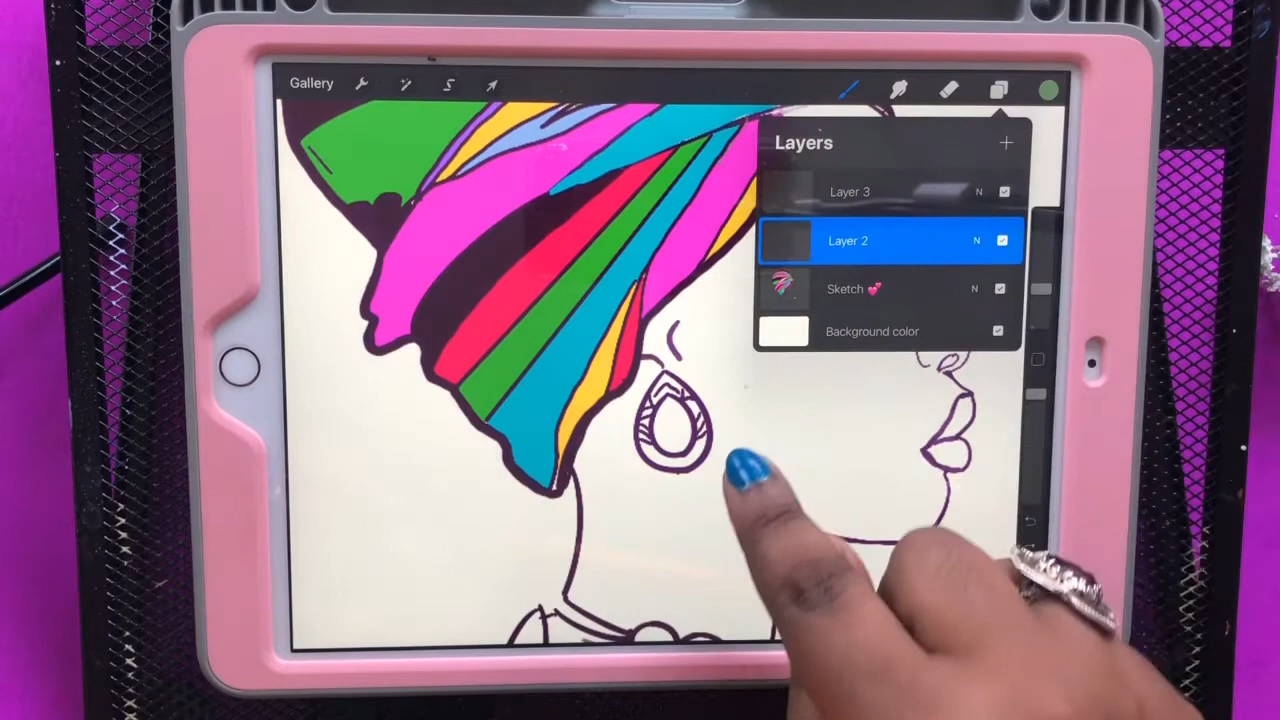 Gallery
Layers
Layer 3 N
Layer 2 N
Sketch 💕 N
Background color